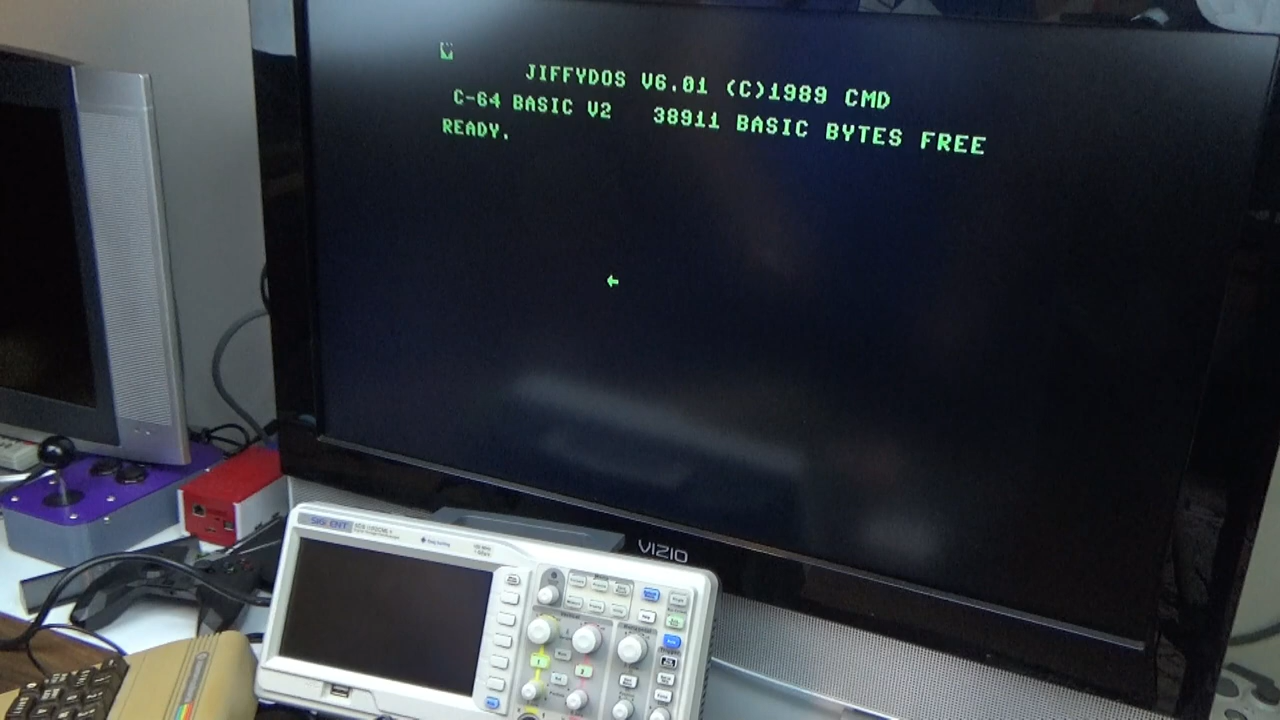 JIFFYDOS V6.01 (C)1989 CMD
C-64 BASIC V2 38911 BASIC BYTES FREE
READY.
VIZIO
SIGLENT